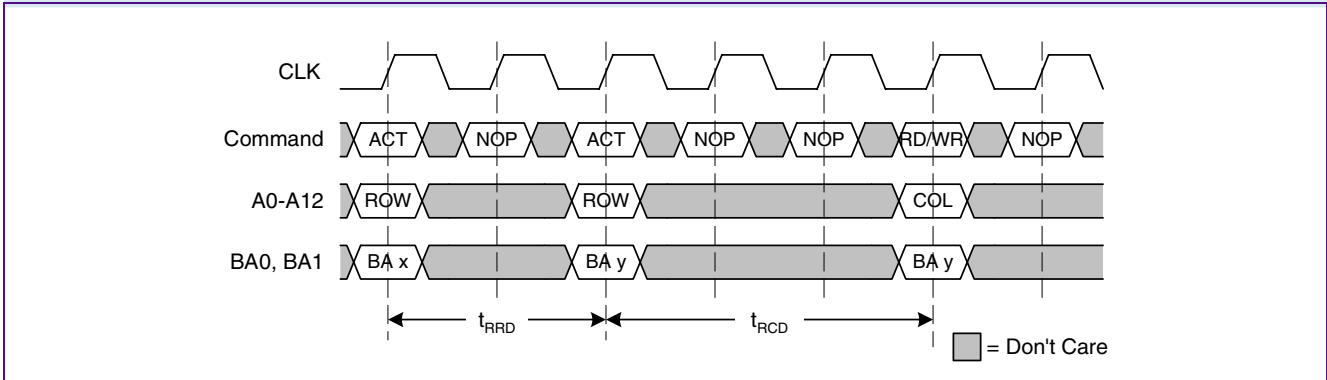 CLK
Command ACT NOP ACT NOP NOP RD/WR NOP
A0-A12 ROW ROW COL
BA0, BA1 BA x BA y BA y
tRRD tRCD
= Don't Care